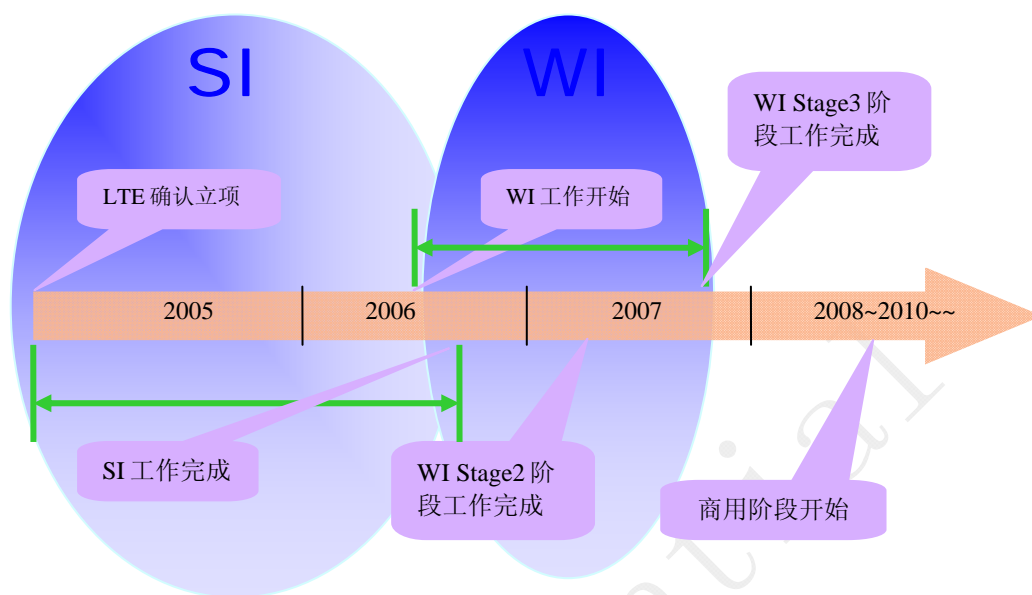 SI
WI
WI Stage3 阶
段工作完成
LTE 确认立项
WI 工作开始
2005
2006
2007
2008~2010~~
SI 工作完成
WI Stage2 阶
段工作完成
商用阶段开始